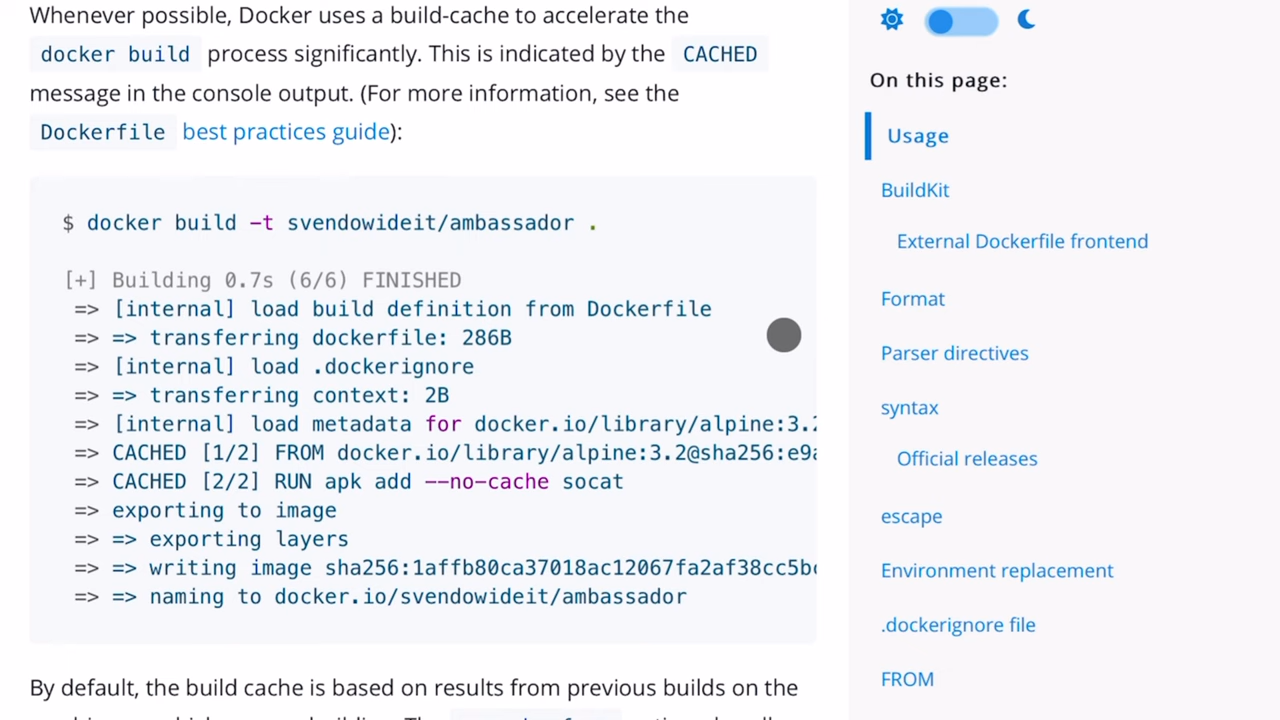 Whenever possible, Docker uses a build-cache to accelerate the
docker build process significantly. This is indicated by the CACHED
message in the console output. (For more information, see the
Dockerfile best practices guide):
$ docker build -t svendowideit/ambassador .
[+] Building 0.7s (6/6) FINISHED
=> [internal] load build definition from Dockerfile
=> => transferring dockerfile: 286B
=> [internal] load .dockerignore
=> => transferring context: 2B
=> [internal] load metadata for docker.io/library/alpine:3.2
=> CACHED [1/2] FROM docker.io/library/alpine:3.2@sha256:e9a
=> CACHED [2/2] RUN apk add --no-cache socat
=> exporting to image
=> => exporting layers
=> => writing image sha256:1affb80ca37018ac12067fa2af38cc5bc
=> => naming to docker.io/svendowideit/ambassador
By default, the build cache is based on results from previous builds on the
On this page:
Usage
BuildKit
External Dockerfile frontend
Format
Parser directives
syntax
Official releases
escape
Environment replacement
.dockerignore file
FROM